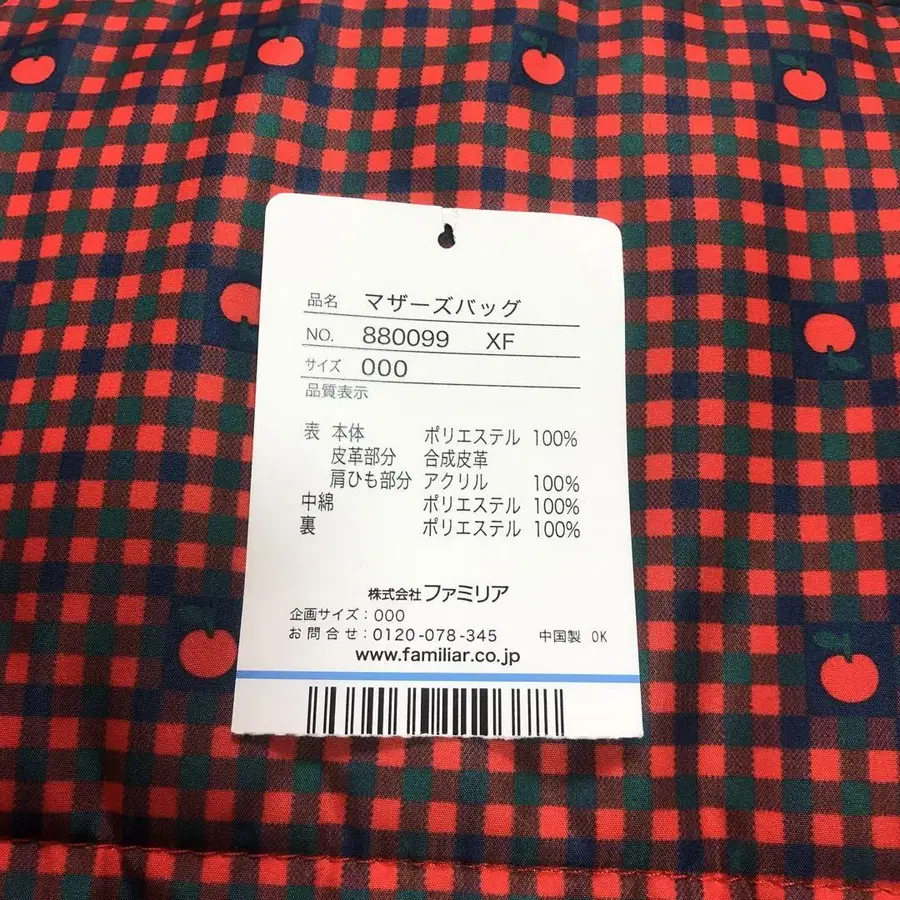 品名 マザーズバッグ
NO. 880099 XF
サイズ 000
品質表示
表 本体 ポリエステル 100%
皮革部分 合成皮革
肩ひも部分 アクリル 100%
中綿 ポリエステル 100%
裏 ポリエステル 100%
株式会社ファミリア
企画サイズ：000
お問合せ：0120-078-345 中国製 OK
www.familiar.co.jp